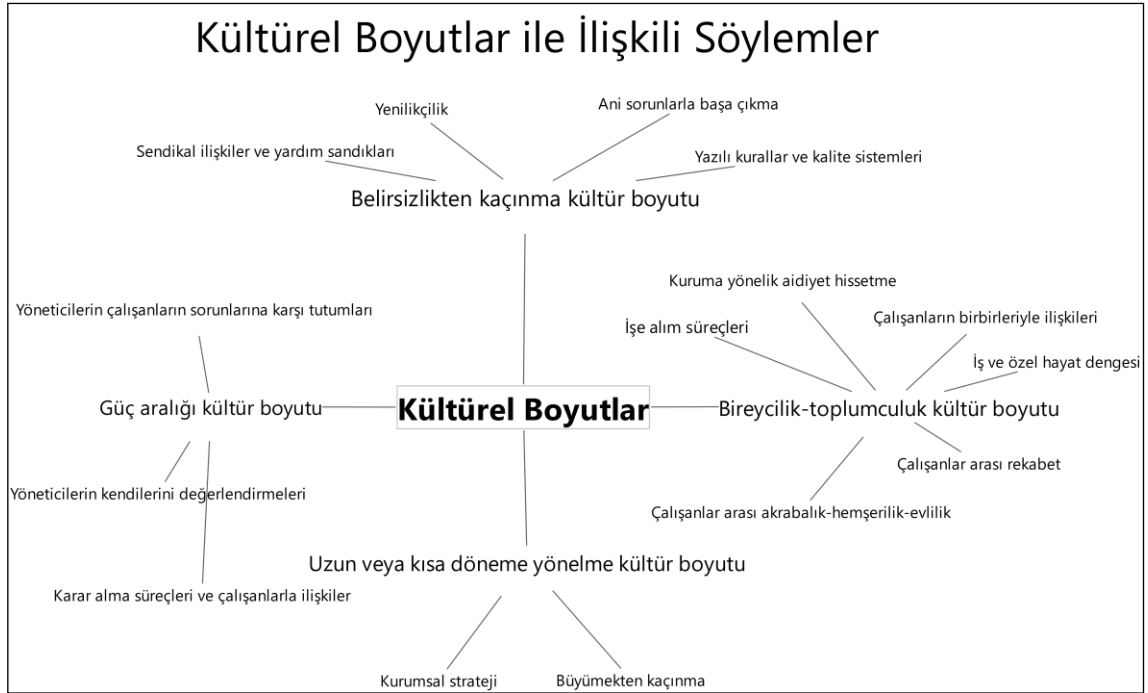 Kültürel Boyutlar ile İlişkili Söylemler
Ani sorunlarla başa çıkma
Yenilikçilik
Sendikal ilişkiler ve yardım sandıkları
Yazılı kurallar ve kalite sistemleri
Belirsizlikten kaçınma kültür boyutu
Kuruma yönelik aidiyet hissetme
Yöneticilerin çalışanların sorunlarına karşı tutumları
Çalışanların birbirleriyle ilişkileri
İşe alım süreçleri
İş ve özel hayat dengesi
Güç aralığı kültür boyutu
Kültürel Boyutlar
Bireycilik-toplumculuk kültür boyutu
Çalışanlar arası rekabet
Yöneticilerin kendilerini değerlendirmeleri
Çalışanlar arası akrabalık-hemşerilik-evlilik
Uzun veya kısa döneme yönelme kültür boyutu
Karar alma süreçleri ve çalışanlarla ilişkiler
Kurumsal strateji
Büyümekten kaçınma